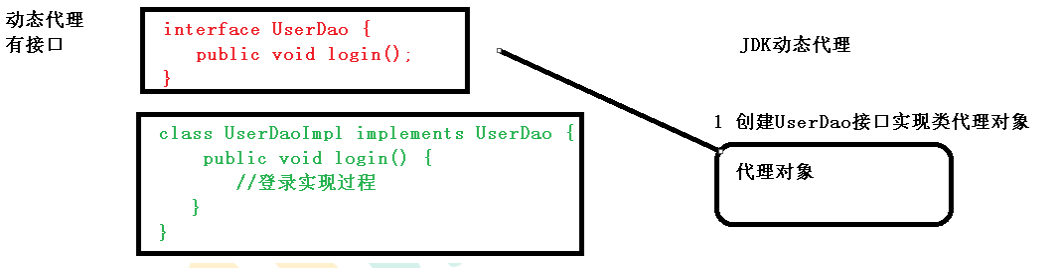 动态代理
有接口
interface UserDao {
public void login();
}
class UserDaoImpl implements UserDao {
public void login() {
//登录实现过程
}
}
JDK动态代理
1 创建UserDao接口实现类代理对象
代理对象